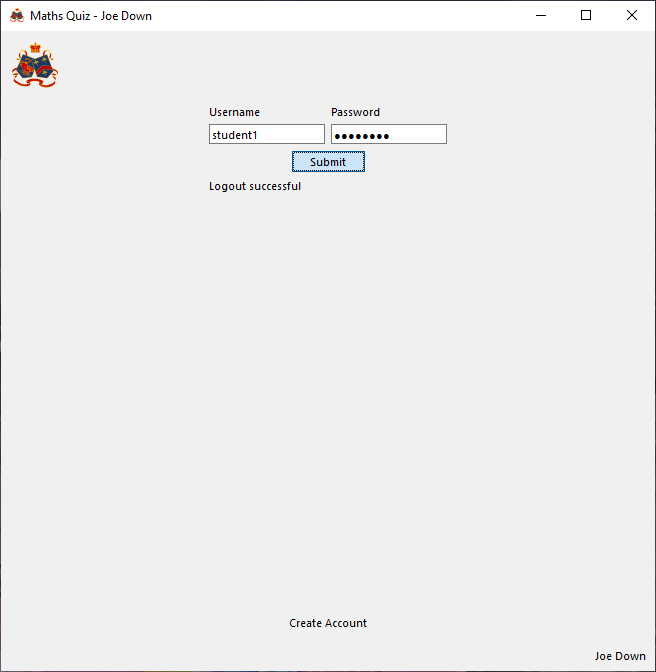 Maths Quiz - Joe Down
Username Password
student1 ●●●●●●●●
Submit
Logout successful
Create Account
Joe Down